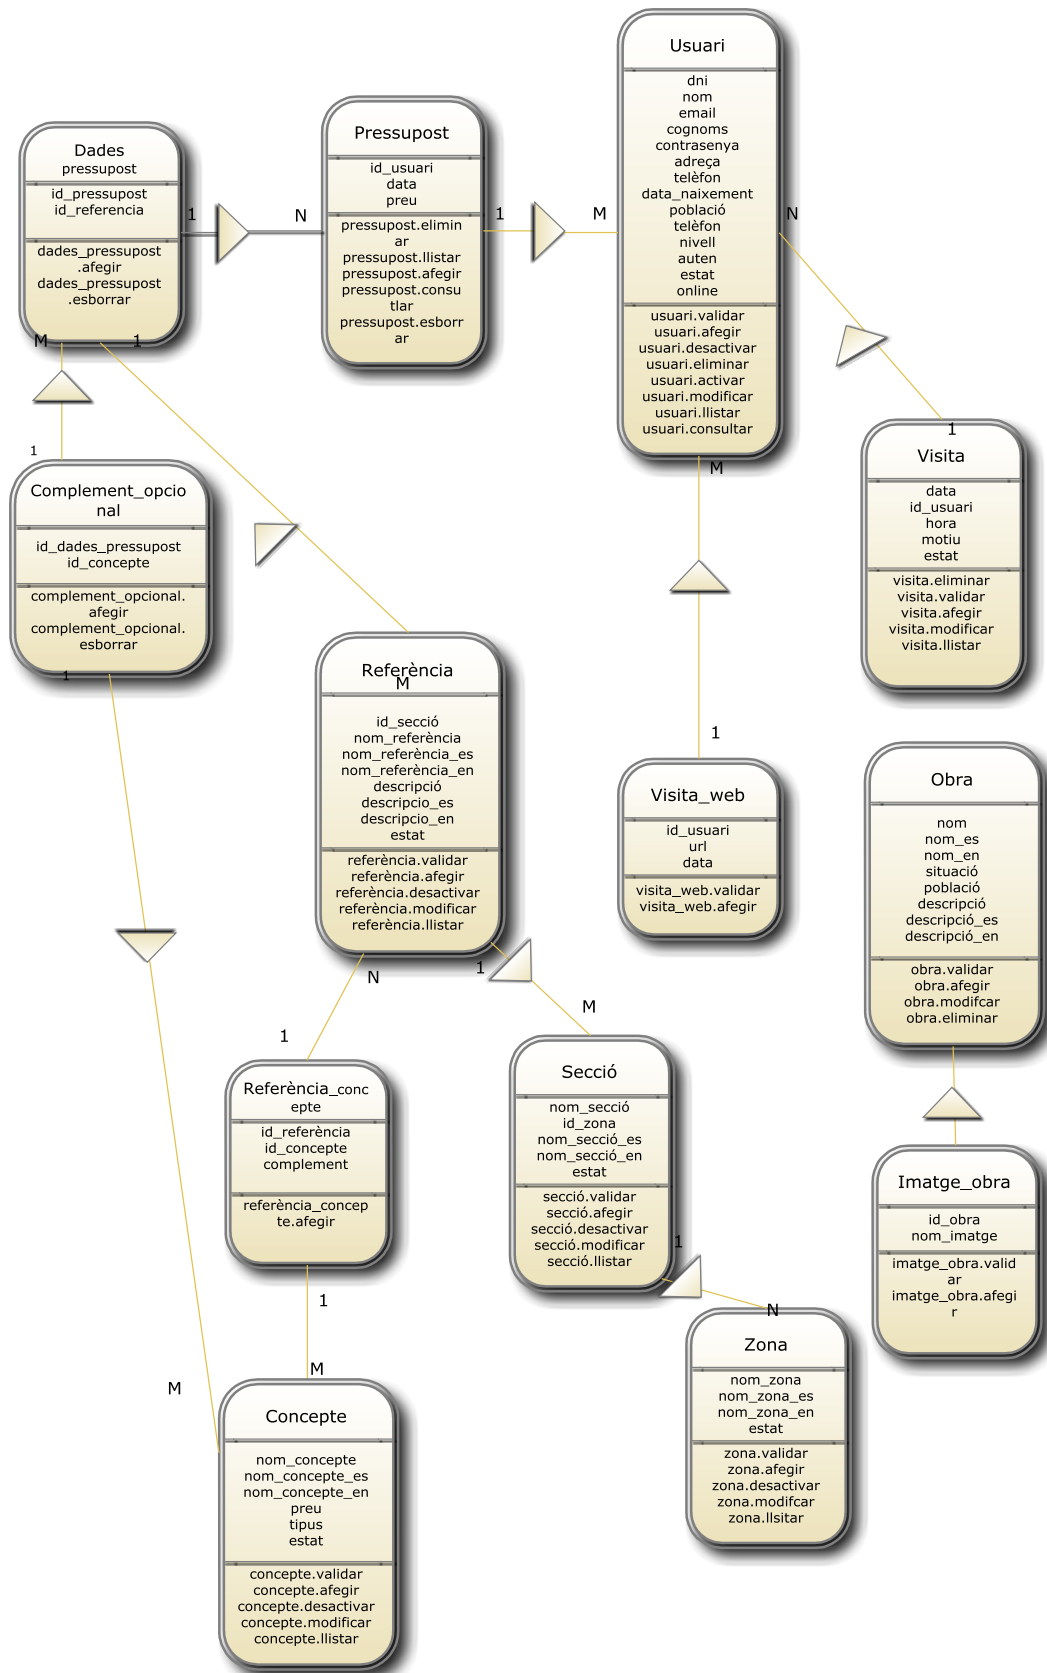 Usuari
dni
nom
email
cognoms
contrasenya
adreça
telèfon
data_naixement
població
telèfon
nivell
auten
estat
online
usuari.validar
usuari.afegir
usuari.desactivar
usuari.eliminar
usuari.activar
usuari.modificar
usuari.llistar
usuari.consultar
Dades
pressupost
id_pressupost
id_referencia
dades_pressupost
.afegir
dades_pressupost
.esborrar
1
N
Pressupost
id_usuari
data
preu
pressupost.elimin
ar
pressupost.llistar
pressupost.afegir
pressupost.consu
tlar
pressupost.esborr
ar
1
M
N
1
M
1
1
M
Complement_opcio
nal
id_dades_pressupost
id_concepte
complement_opcional.
afegir
complement_opcional.
esborrar
1
Visita
data
id_usuari
hora
motiu
estat
visita.eliminar
visita.validar
visita.afegir
visita.modificar
visita.llistar
Referència
M
id_secció
nom_referència
nom_referència_es
nom_referència_en
descripció
descripcio_es
descripcio_en
estat
referència.validar
referència.afegir
referència.desactivar
referència.modificar
referència.llistar
1
Visita_web
id_usuari
url
data
visita_web.validar
visita_web.afegir
Obra
nom
nom_es
nom_en
situació
població
descripció
descripció_es
descripció_en
obra.validar
obra.afegir
obra.modifcar
obra.eliminar
N
1
1
M
Referència_conc
epte
id_referència
id_concepte
complement
referència_concep
te.afegir
Secció
nom_secció
id_zona
nom_secció_es
nom_secció_en
estat
secció.validar
secció.afegir
secció.desactivar
secció.modificar
secció.llistar
1
N
Imatge_obra
id_obra
nom_imatge
imatge_obra.valid
ar
imatge_obra.afegi
r
1
M
M
Zona
nom_zona
nom_zona_es
nom_zona_en
estat
zona.validar
zona.afegir
zona.desactivar
zona.modifcar
zona.llsitar
Concepte
nom_concepte
nom_concepte_es
nom_concepte_en
preu
tipus
estat
concepte.validar
concepte.afegir
concepte.desactivar
concepte.modificar
concepte.llistar